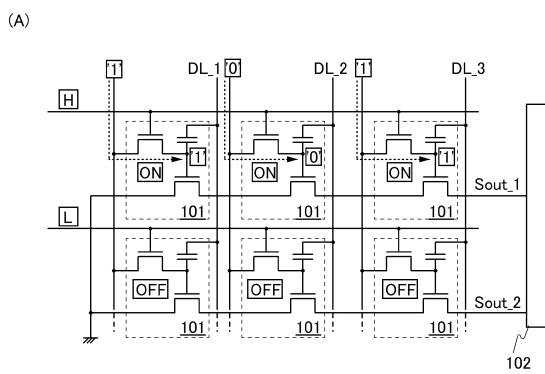 (A)
'1' DL_1 '0' DL_2 '1' DL_3
H
'1' '0' '1'
ON ON ON
Sout_1
101 101 101
L
OFF OFF OFF
Sout_2
101 101 101
102